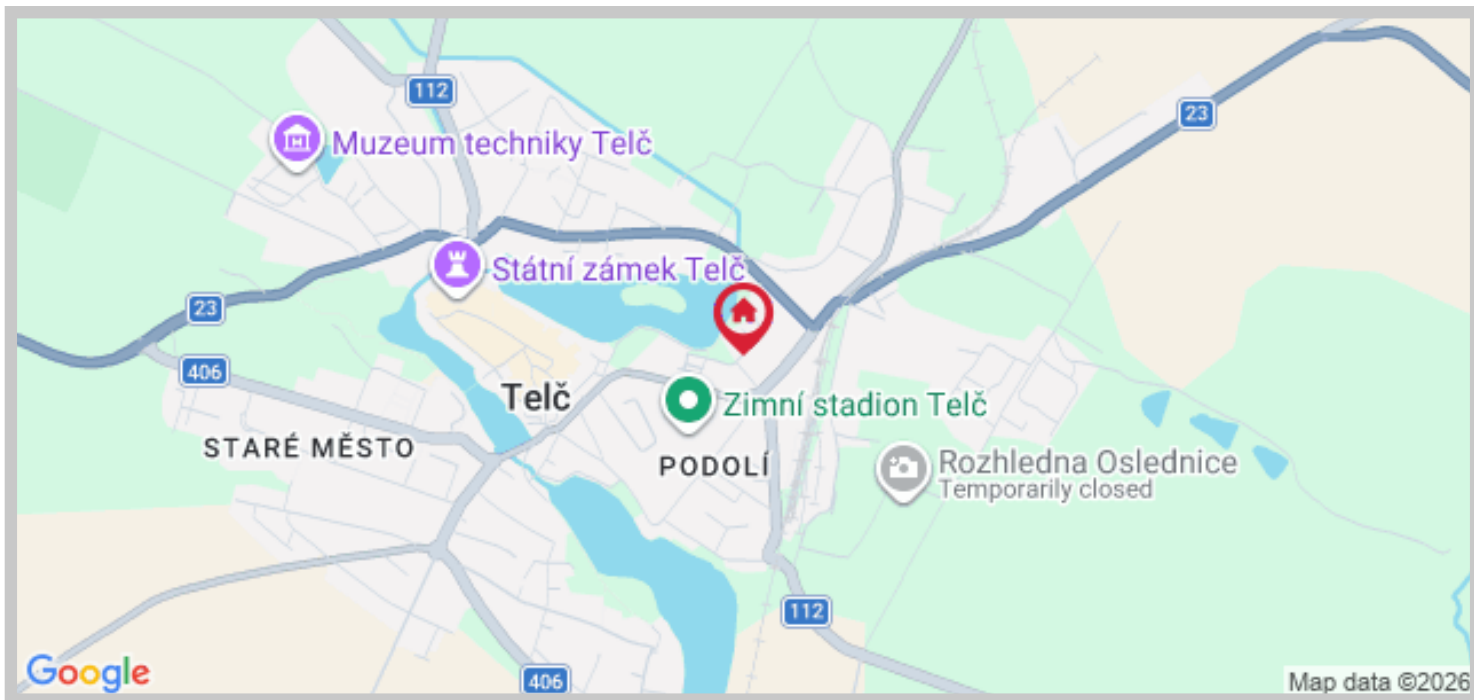 112
23
Muzeum techniky Telč
Státní zámek Telč
23
406
Telč
Zimní stadion Telč
STARÉ MĚSTO
PODOLÍ
Rozhledna Oslednice
Temporarily closed
112
Google
406
Map data ©2026